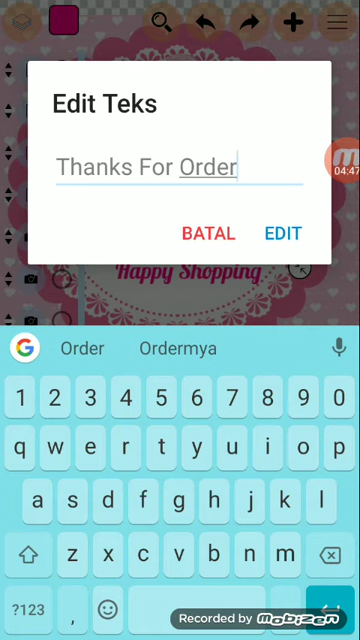 Edit Teks
Thanks For Order
04:47
BATAL EDIT
Happy Shopping
G Order Ordermya
1 2 3 4 5 6 7 8 9 0
q w e r t y u i o p
a s d f g h j k l
z x c v b n m
?123 ,
Recorded by Mobizen